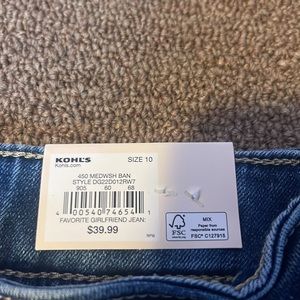 KOHL'S
Kohls.com
SIZE 10
450 MEDWSH BAN
STYLE DG22D012RW7
905 60 68
4 00540 74654 1
FAVORITE GIRLFRIEND JEAN:
$39.99
FSC
MIX
Paper from
responsible sources
FSC® C127918